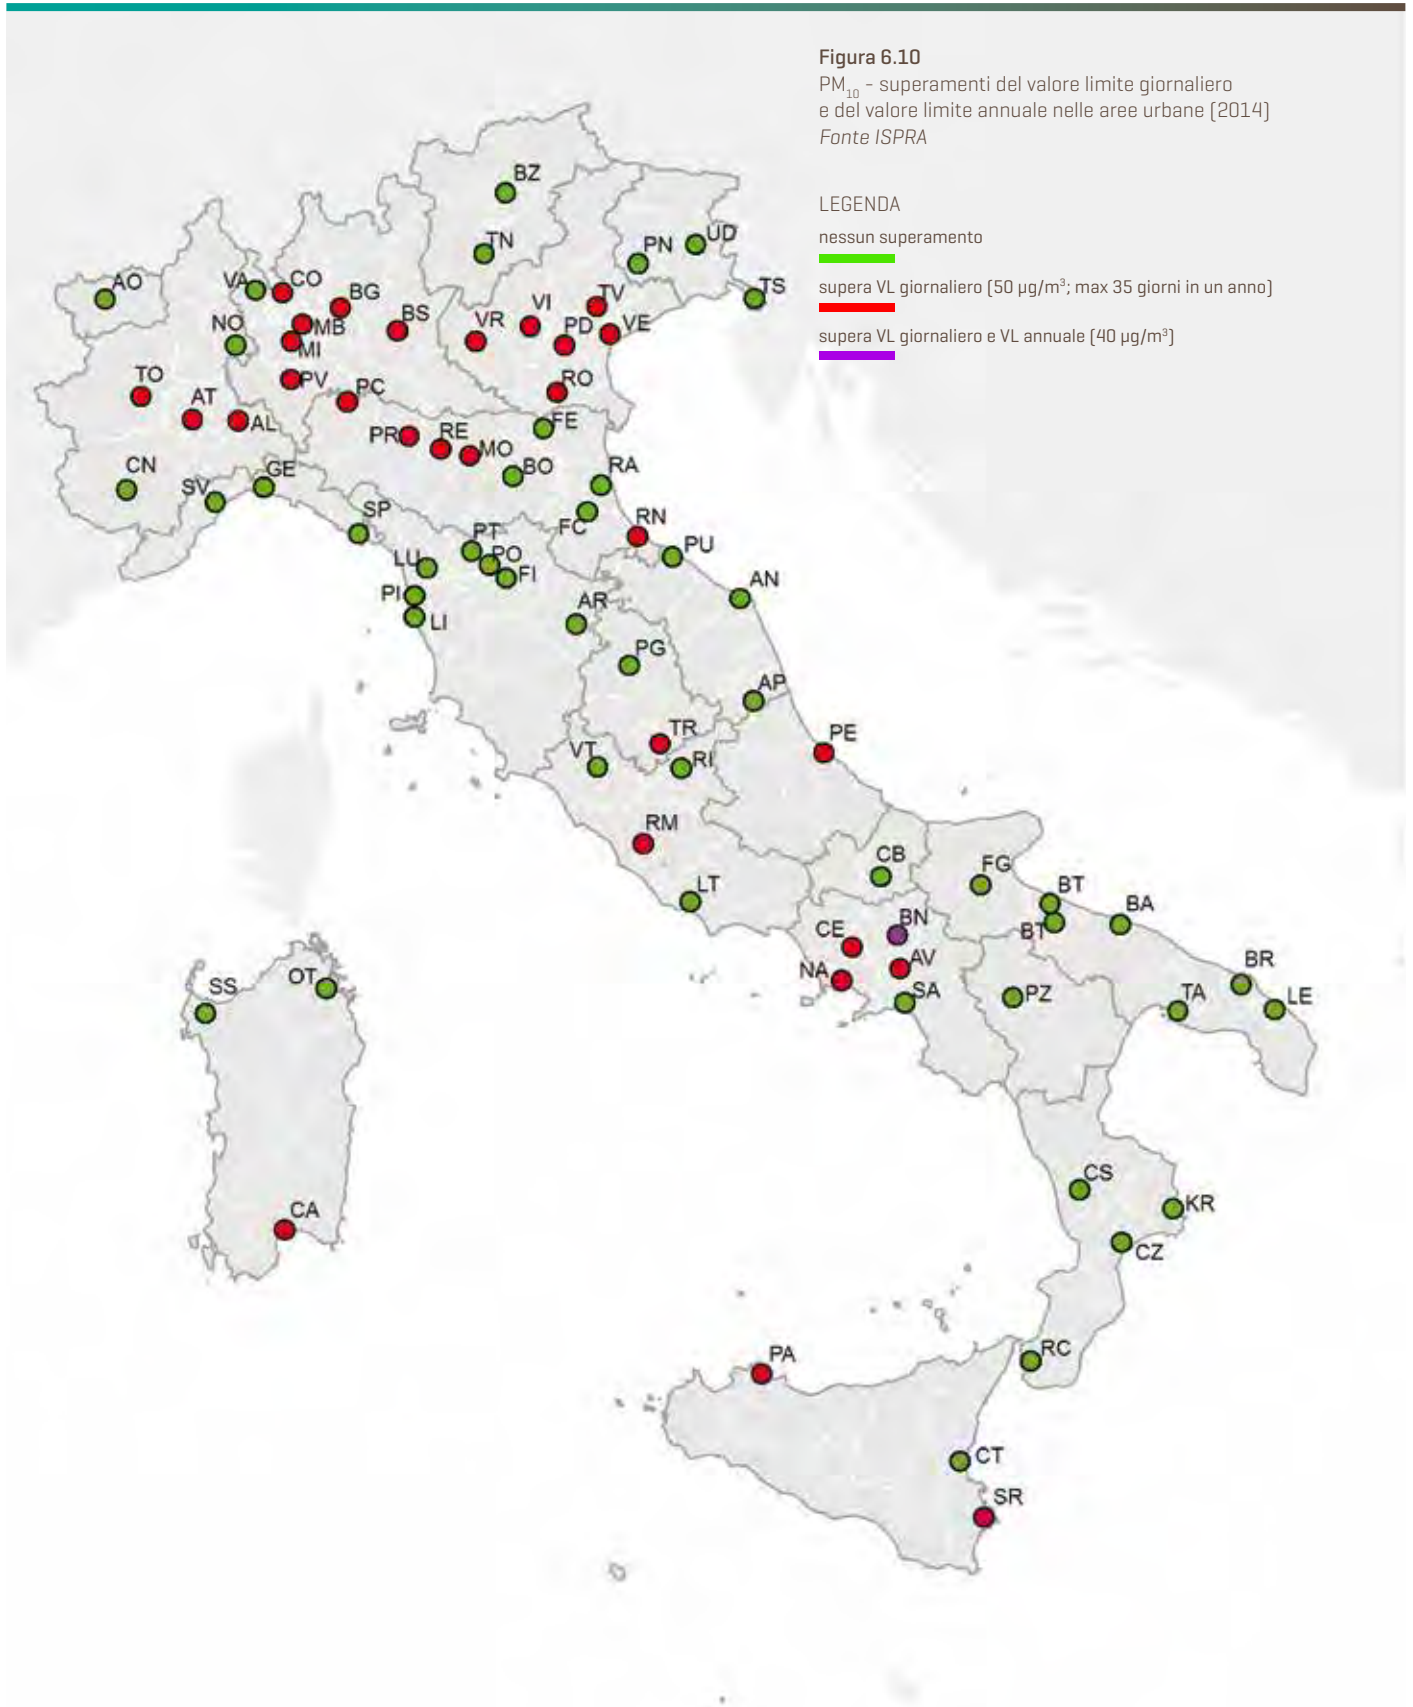 Figura 6.10
PM₁₀ - superamenti del valore limite giornaliero
e del valore limite annuale nelle aree urbane (2014)
Fonte ISPRA
LEGENDA
nessun superamento
supera VL giornaliero (50 µg/m³; max 35 giorni in un anno)
supera VL giornaliero e VL annuale (40 µg/m³)
BZ
TN
PN
UD
TS
AO
VA
CO
BG
BS
NO
MB
MI
VR
VI
TV
PD
VE
TO
AT
AL
PV
PC
RO
PR
RE
MO
FE
CN
SV
GE
BO
RA
SP
FC
RN
LU
PT
PO
FI
PU
PI
LI
AR
AN
PG
AP
TR
VT
RI
PE
RM
LT
CB
FG
BT
BT
BA
CE
BN
NA
AV
SA
PZ
TA
BR
LE
SS
OT
CA
CS
KR
CZ
RC
PA
CT
SR